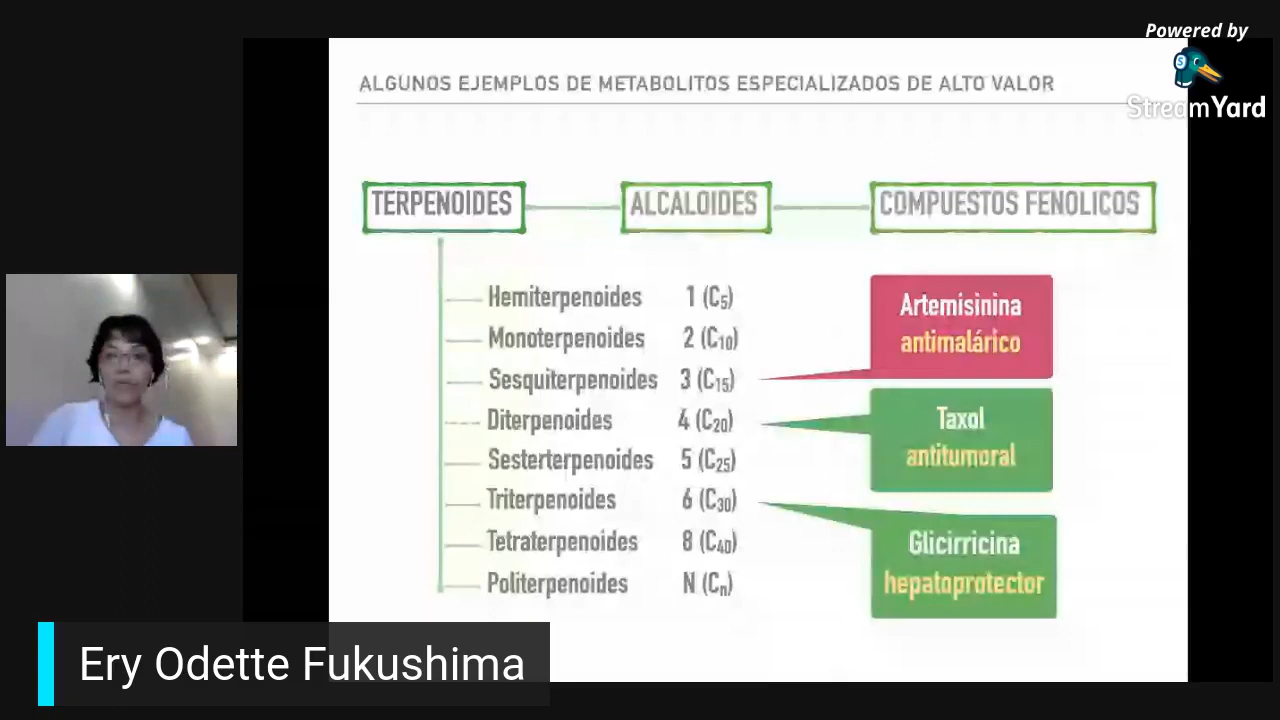 Powered by
StreamYard
ALGUNOS EJEMPLOS DE METABOLITOS ESPECIALIZADOS DE ALTO VALOR
TERPENOIDES
ALCALOIDES
COMPUESTOS FENOLICOS
Hemiterpenoides 1 (C₅)
Monoterpenoides 2 (C₁₀)
Sesquiterpenoides 3 (C₁₅)
Diterpenoides 4 (C₂₀)
Sesterterpenoides 5 (C₂₅)
Triterpenoides 6 (C₃₀)
Tetraterpenoides 8 (C₄₀)
Politerpenoides N (Cₙ)
Artemisinina
antimalárico
Taxol
antitumoral
Glicirricina
hepatoprotector
Ery Odette Fukushima